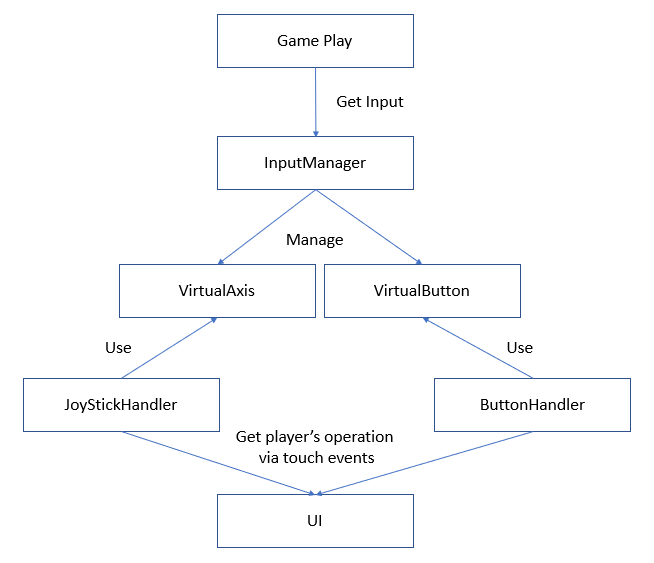 Game Play
Get Input
InputManager
Manage
VirtualAxis
VirtualButton
Use
Use
JoyStickHandler
ButtonHandler
Get player’s operation
via touch events
UI